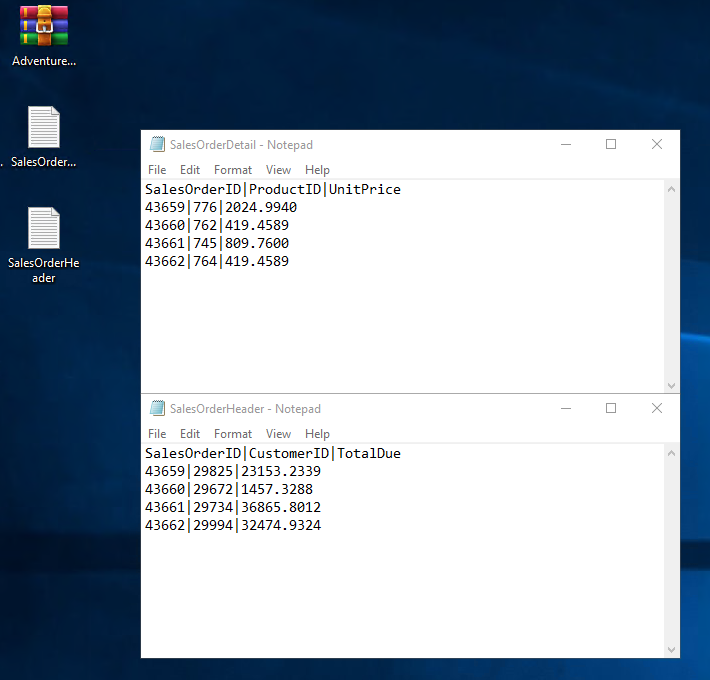 Adventure...
SalesOrder...
SalesOrderHe
ader
SalesOrderDetail - Notepad
File Edit Format View Help
SalesOrderID|ProductID|UnitPrice
43659|776|2024.9940
43660|762|419.4589
43661|745|809.7600
43662|764|419.4589
SalesOrderHeader - Notepad
File Edit Format View Help
SalesOrderID|CustomerID|TotalDue
43659|29825|23153.2339
43660|29672|1457.3288
43661|29734|36865.8012
43662|29994|32474.9324